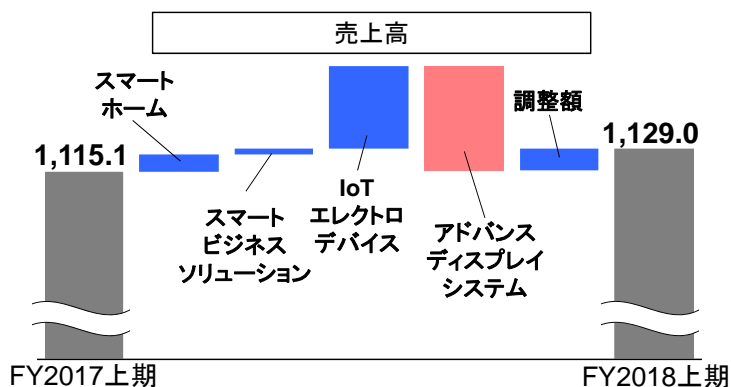 売上高
スマート
ホーム
1,115.1
スマート
ビジネス
ソリューション
IoT
エレクトロ
デバイス
アドバンス
ディスプレイ
システム
調整額
1,129.0
FY2017上期
FY2018上期